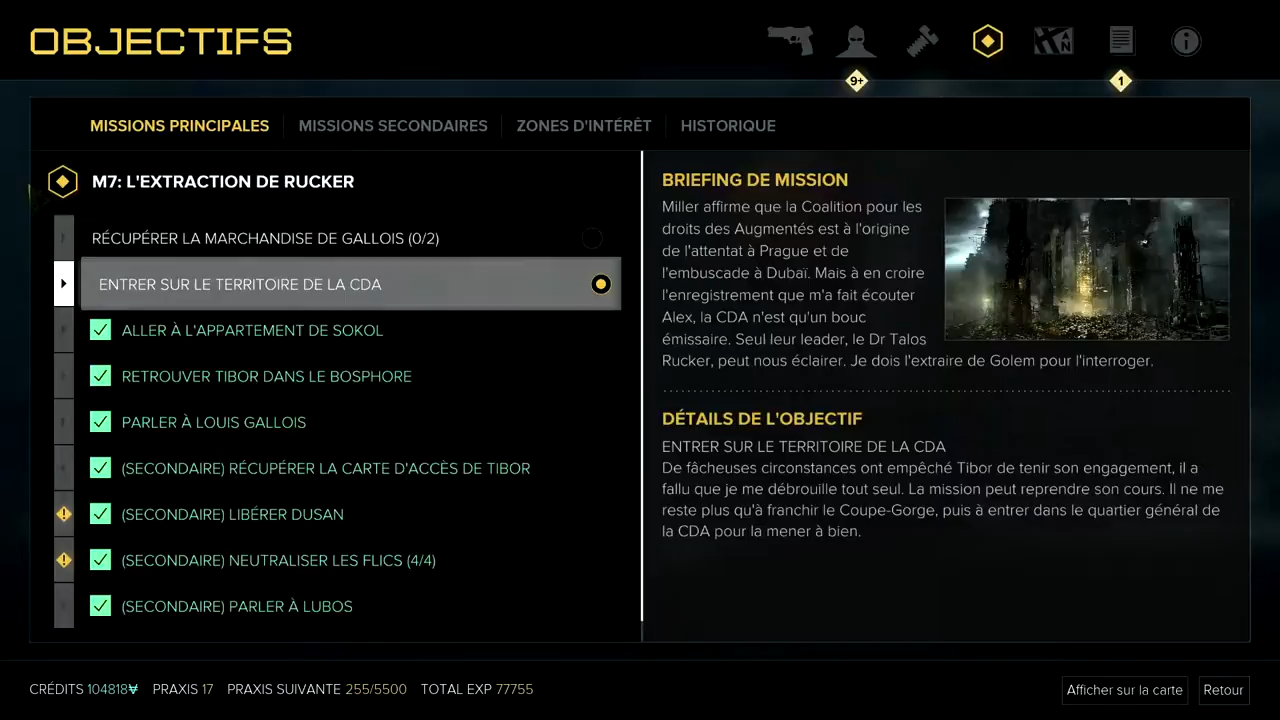 OBJECTIFS
9+
1
MISSIONS PRINCIPALES
MISSIONS SECONDAIRES
ZONES D'INTÉRÊT
HISTORIQUE
M7: L'EXTRACTION DE RUCKER
RÉCUPÉRER LA MARCHANDISE DE GALLOIS (0/2)
ENTRER SUR LE TERRITOIRE DE LA CDA
ALLER À L'APPARTEMENT DE SOKOL
RETROUVER TIBOR DANS LE BOSPHORE
PARLER À LOUIS GALLOIS
(SECONDAIRE) RÉCUPÉRER LA CARTE D'ACCÈS DE TIBOR
(SECONDAIRE) LIBÉRER DUSAN
(SECONDAIRE) NEUTRALISER LES FLICS (4/4)
(SECONDAIRE) PARLER À LUBOS
BRIEFING DE MISSION
Miller affirme que la Coalition pour les
droits des Augmentés est à l'origine
de l'attentat à Prague et de
l'embuscade à Dubaï. Mais à en croire
l'enregistrement que m'a fait écouter
Alex, la CDA n'est qu'un bouc
émissaire. Seul leur leader, le Dr Talos
Rucker, peut nous éclairer. Je dois l'extraire de Golem pour l'interroger.
DÉTAILS DE L'OBJECTIF
ENTRER SUR LE TERRITOIRE DE LA CDA
De fâcheuses circonstances ont empêché Tibor de tenir son engagement, il a
fallu que je me débrouille tout seul. La mission peut reprendre son cours. Il ne me
reste plus qu'à franchir le Coupe-Gorge, puis à entrer dans le quartier général de
la CDA pour la mener à bien.
CRÉDITS 104818₩ PRAXIS 17 PRAXIS SUIVANTE 255/5500 TOTAL EXP 77755
Afficher sur la carte
Retour